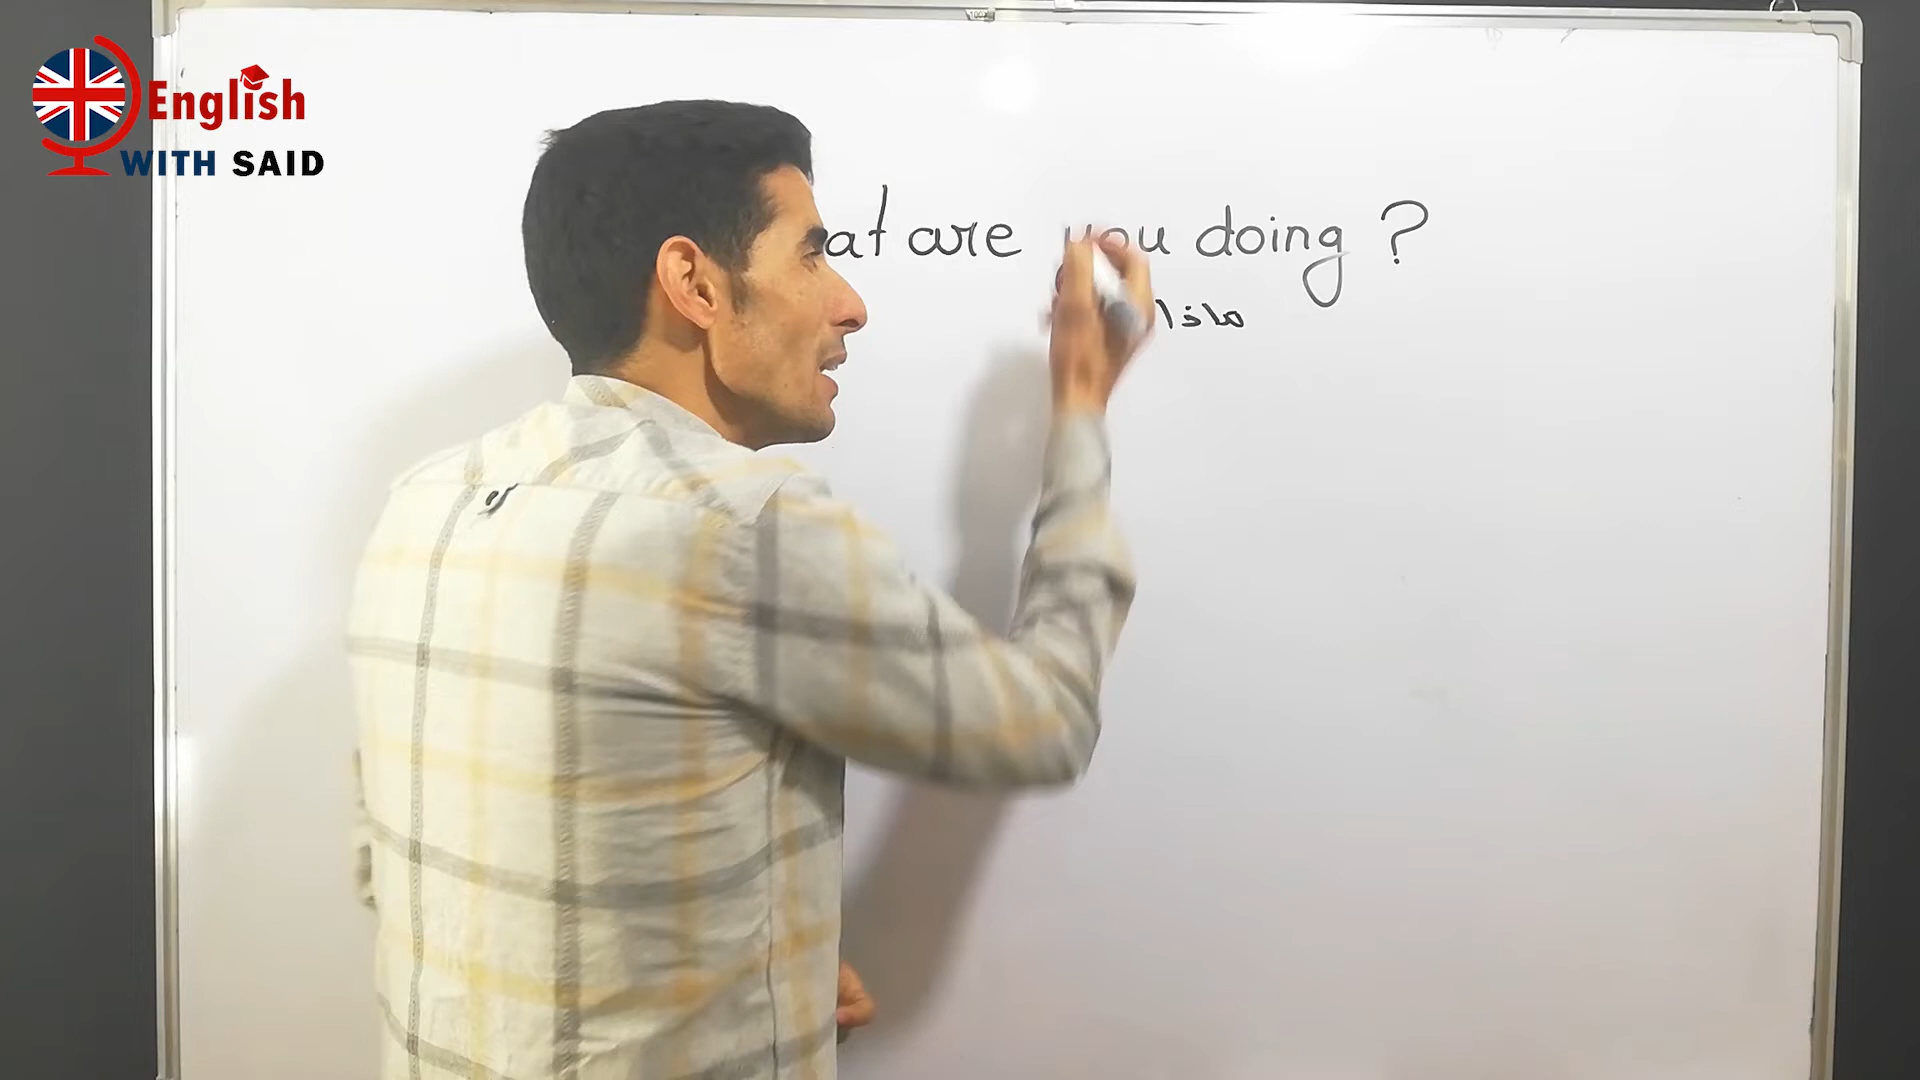 English
WITH SAID
at are you doing ?
ماذا